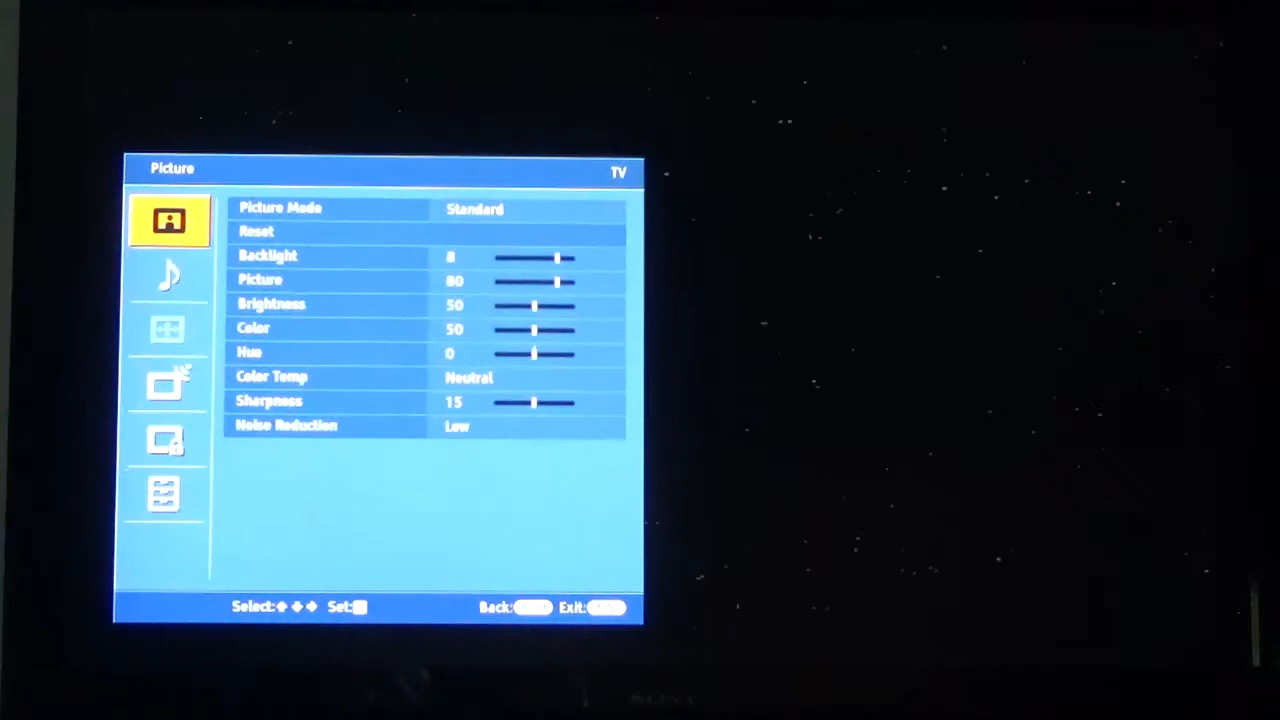 Picture TV
Picture Mode Standard
Reset
Backlight 8
Picture 80
Brightness 50
Color 50
Hue 0
Color Temp Neutral
Sharpness 15
Noise Reduction Low
Select: Set: Back: Exit: